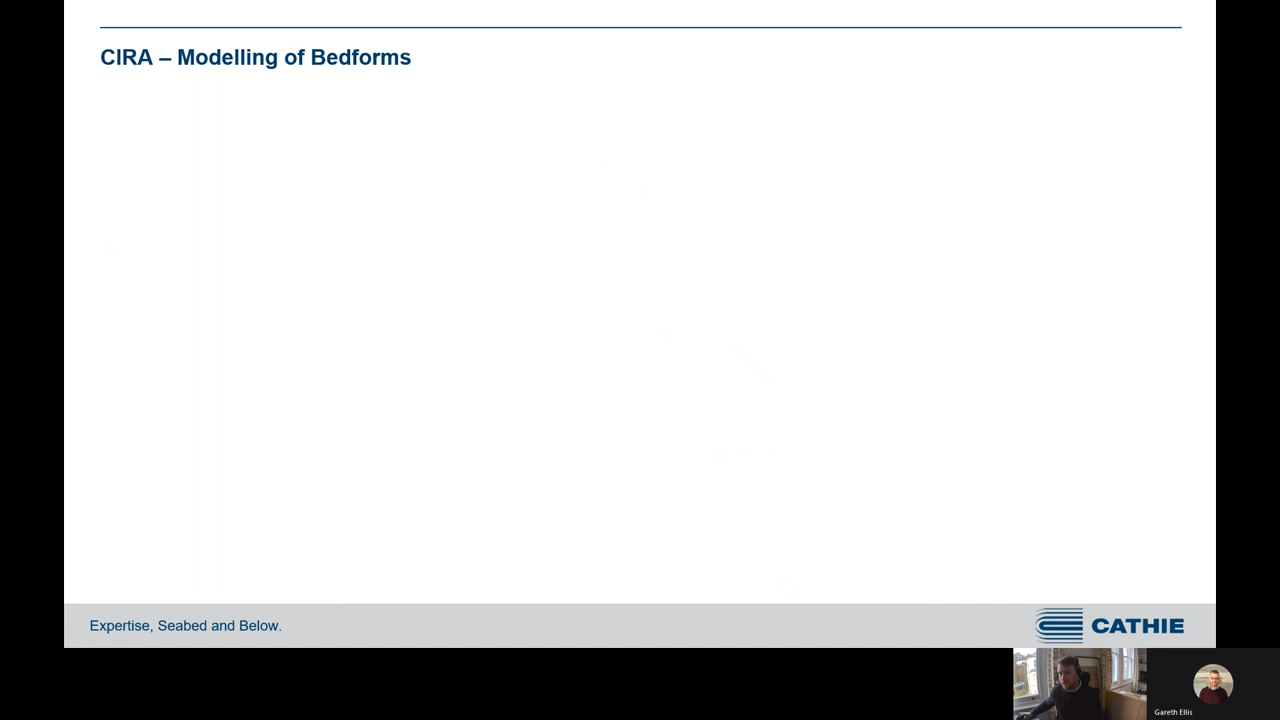 CIRA – Modelling of Bedforms
Expertise, Seabed and Below.
CATHIE
Gareth Ellis